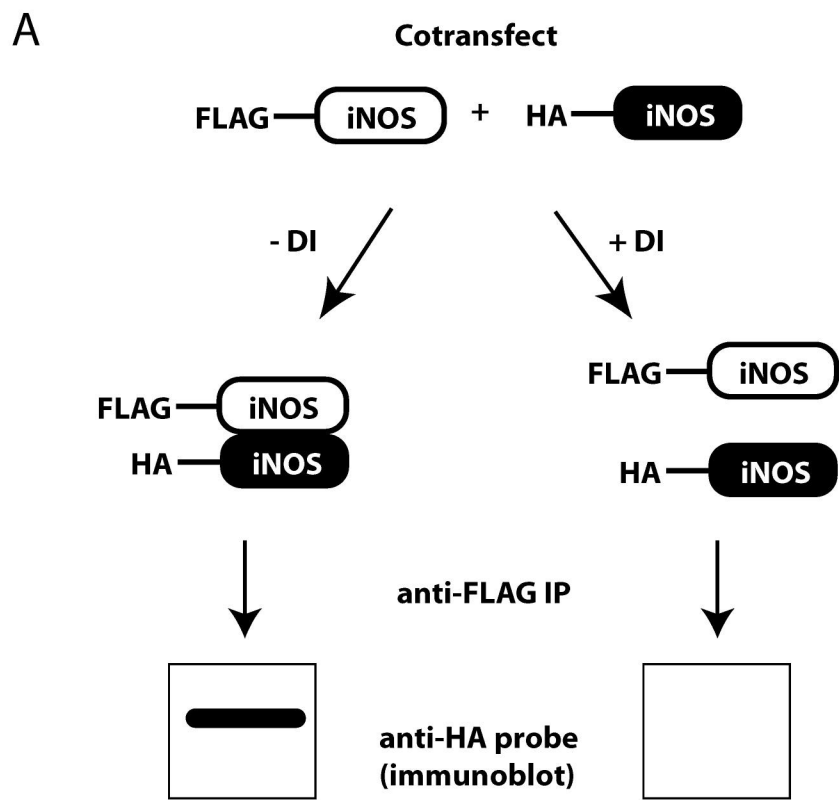 A
Cotransfect
FLAG iNOS + HA iNOS
- DI + DI
FLAG iNOS
HA iNOS
FLAG iNOS
HA iNOS
anti-FLAG IP
anti-HA probe
(immunoblot)